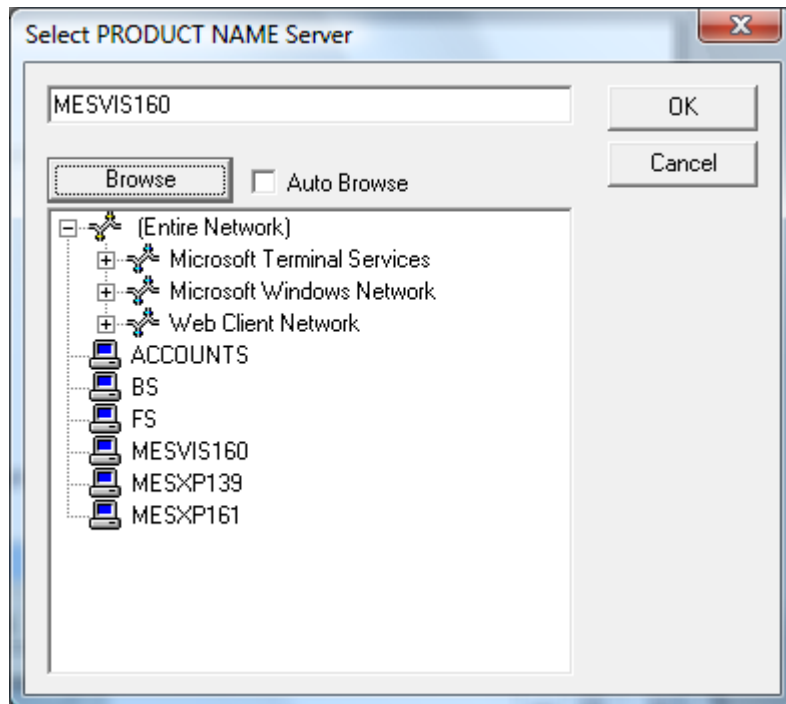 Select PRODUCT NAME Server
MESVIS160
OK
Cancel
Browse
Auto Browse
(Entire Network)
Microsoft Terminal Services
Microsoft Windows Network
Web Client Network
ACCOUNTS
BS
FS
MESVIS160
MESXP139
MESXP161